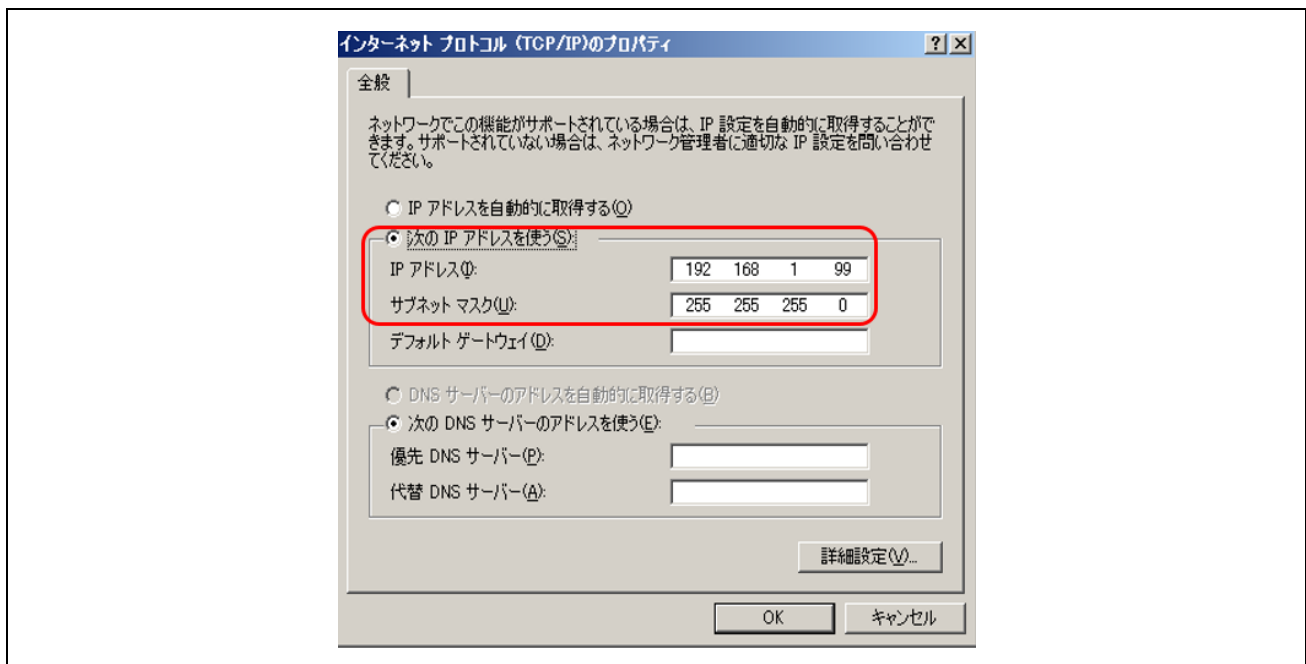 インターネット プロトコル (TCP/IP)のプロパティ
全般
ネットワークでこの機能がサポートされている場合は、IP 設定を自動的に取得することがで
きます。サポートされていない場合は、ネットワーク管理者に適切な IP 設定を問い合わせ
てください。
IP アドレスを自動的に取得する(O)
次の IP アドレスを使う(S):
IP アドレス(I): 192 168 1 99
サブネット マスク(U): 255 255 255 0
デフォルト ゲートウェイ(D):
DNS サーバーのアドレスを自動的に取得する(B)
次の DNS サーバーのアドレスを使う(E):
優先 DNS サーバー(P):
代替 DNS サーバー(A):
詳細設定(V)...
OK キャンセル